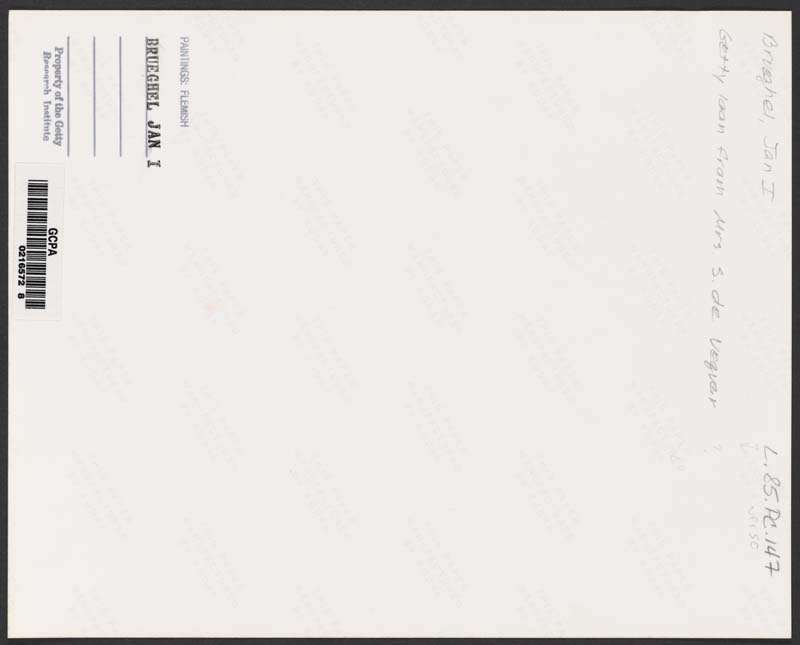 Brueghel, Jan I
L.85.PC.147
Getty loan from Mrs. S. de Vegvar ?
PAINTINGS: FLEMISH
BRUEGHEL JAN I
Property of the Getty
Research Institute
GCPA
0216572 8